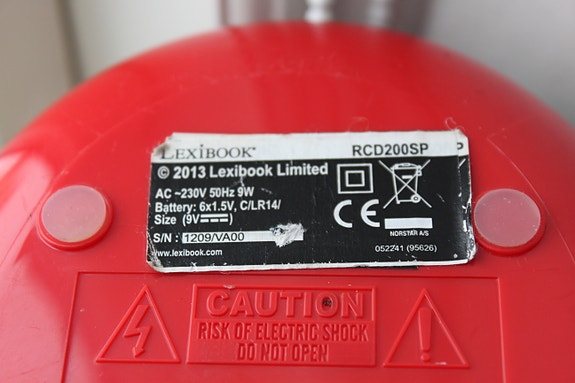 LEXIBOOK® RCD200SP P
© 2013 Lexibook Limited
AC ~230V 50Hz 9W
Battery: 6x1.5V, C/LR14/
Size (9V⎓)
CE
NORSTAR A/S
S/N : 1209/VA00
052241 (95626)
www.lexibook.com
CAUTION
RISK OF ELECTRIC SHOCK
DO NOT OPEN